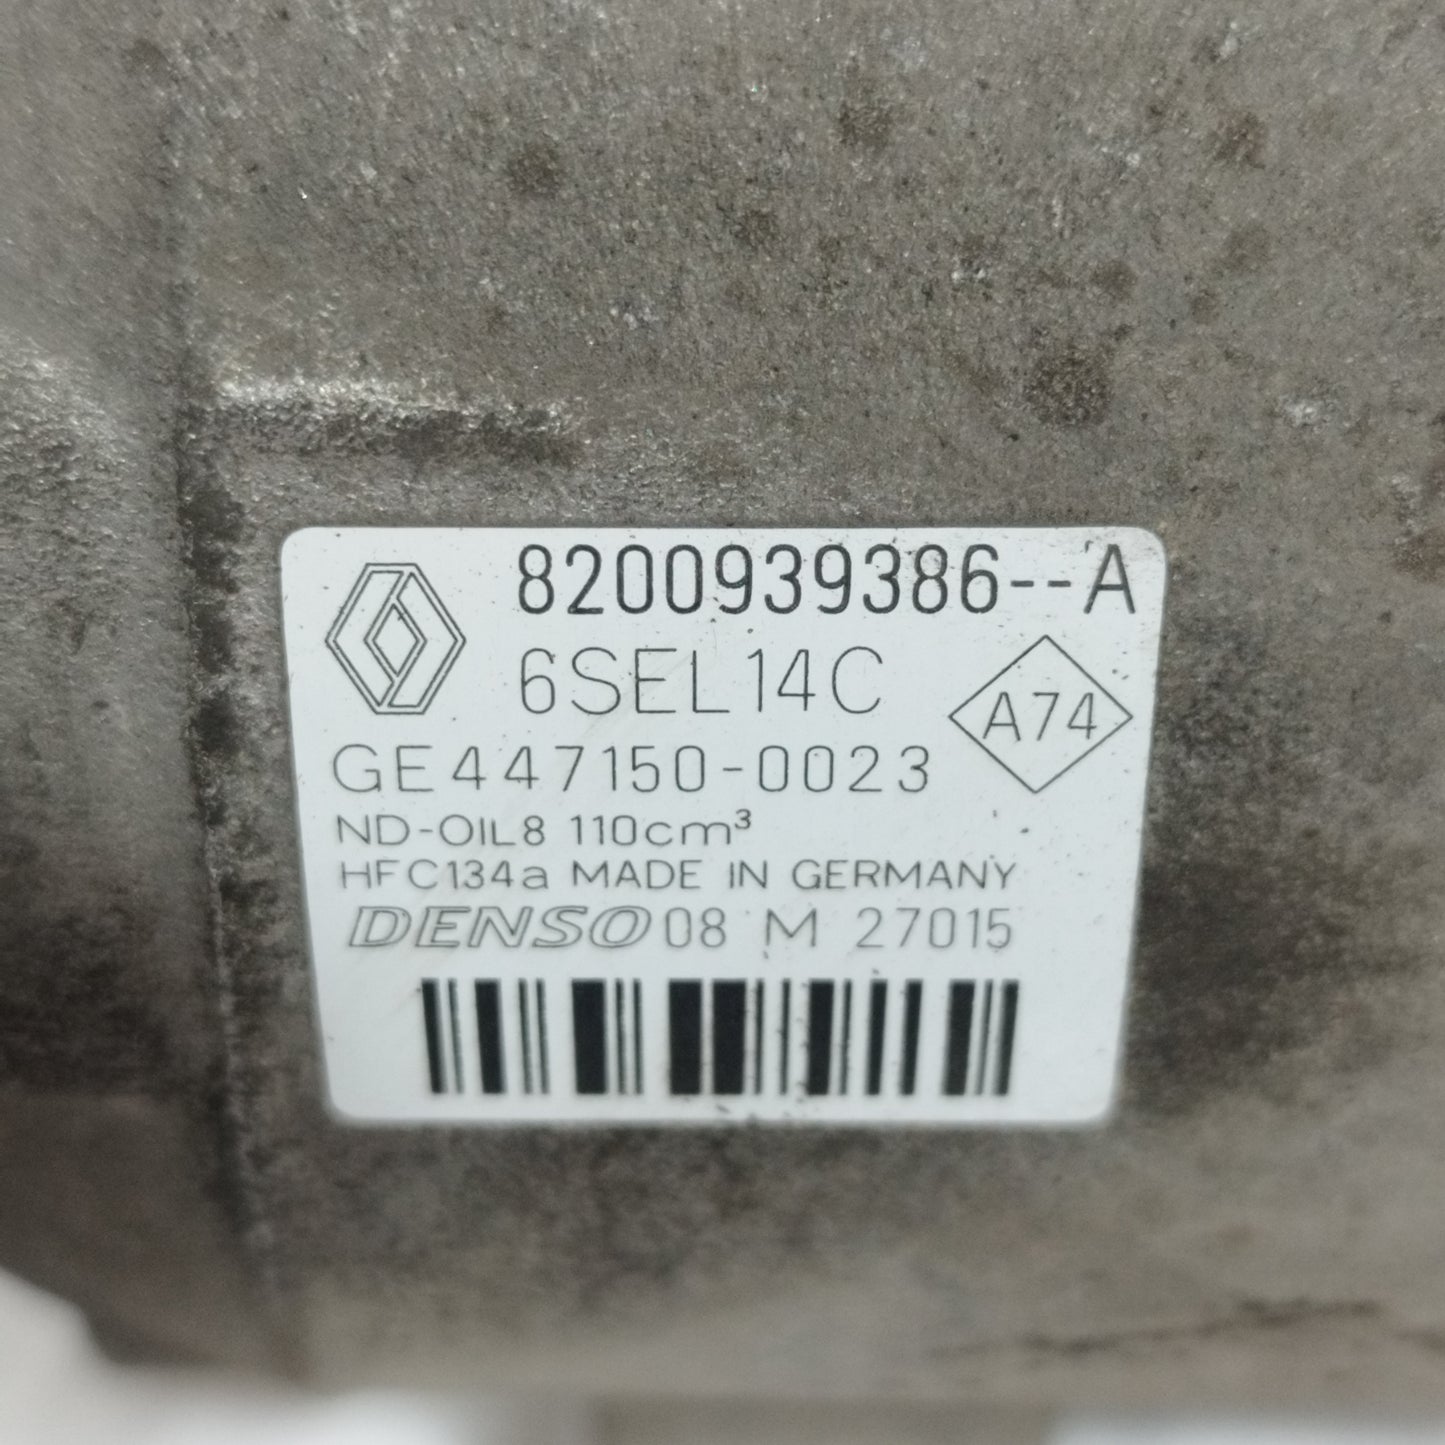 8200939386--A
6SEL14C
A74
GE447150-0023
ND-OIL8 110cm³
HFC134a MADE IN GERMANY
DENSO 08 M 27015